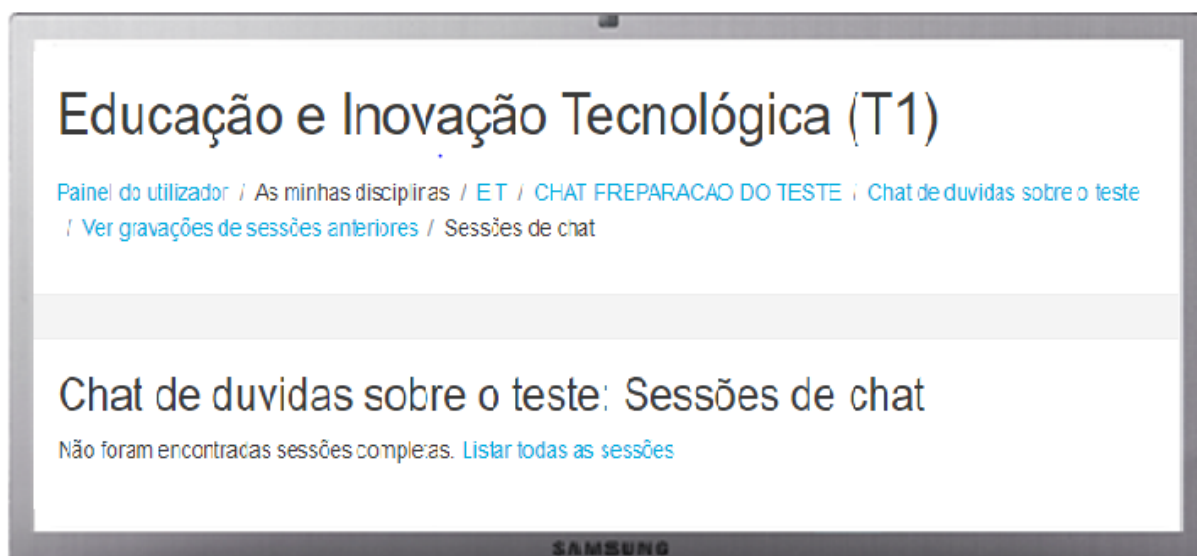 Educação e Inovação Tecnológica (T1)
Painel do utilizador / As minhas disciplinas / EIT / CHAT PREPARACAO DO TESTE / Chat de duvidas sobre o teste
/ Ver gravações de sessões anteriores / Sessões de chat
Chat de duvidas sobre o teste: Sessões de chat
Não foram encontradas sessões completas. Listar todas as sessões
SAMSUNG